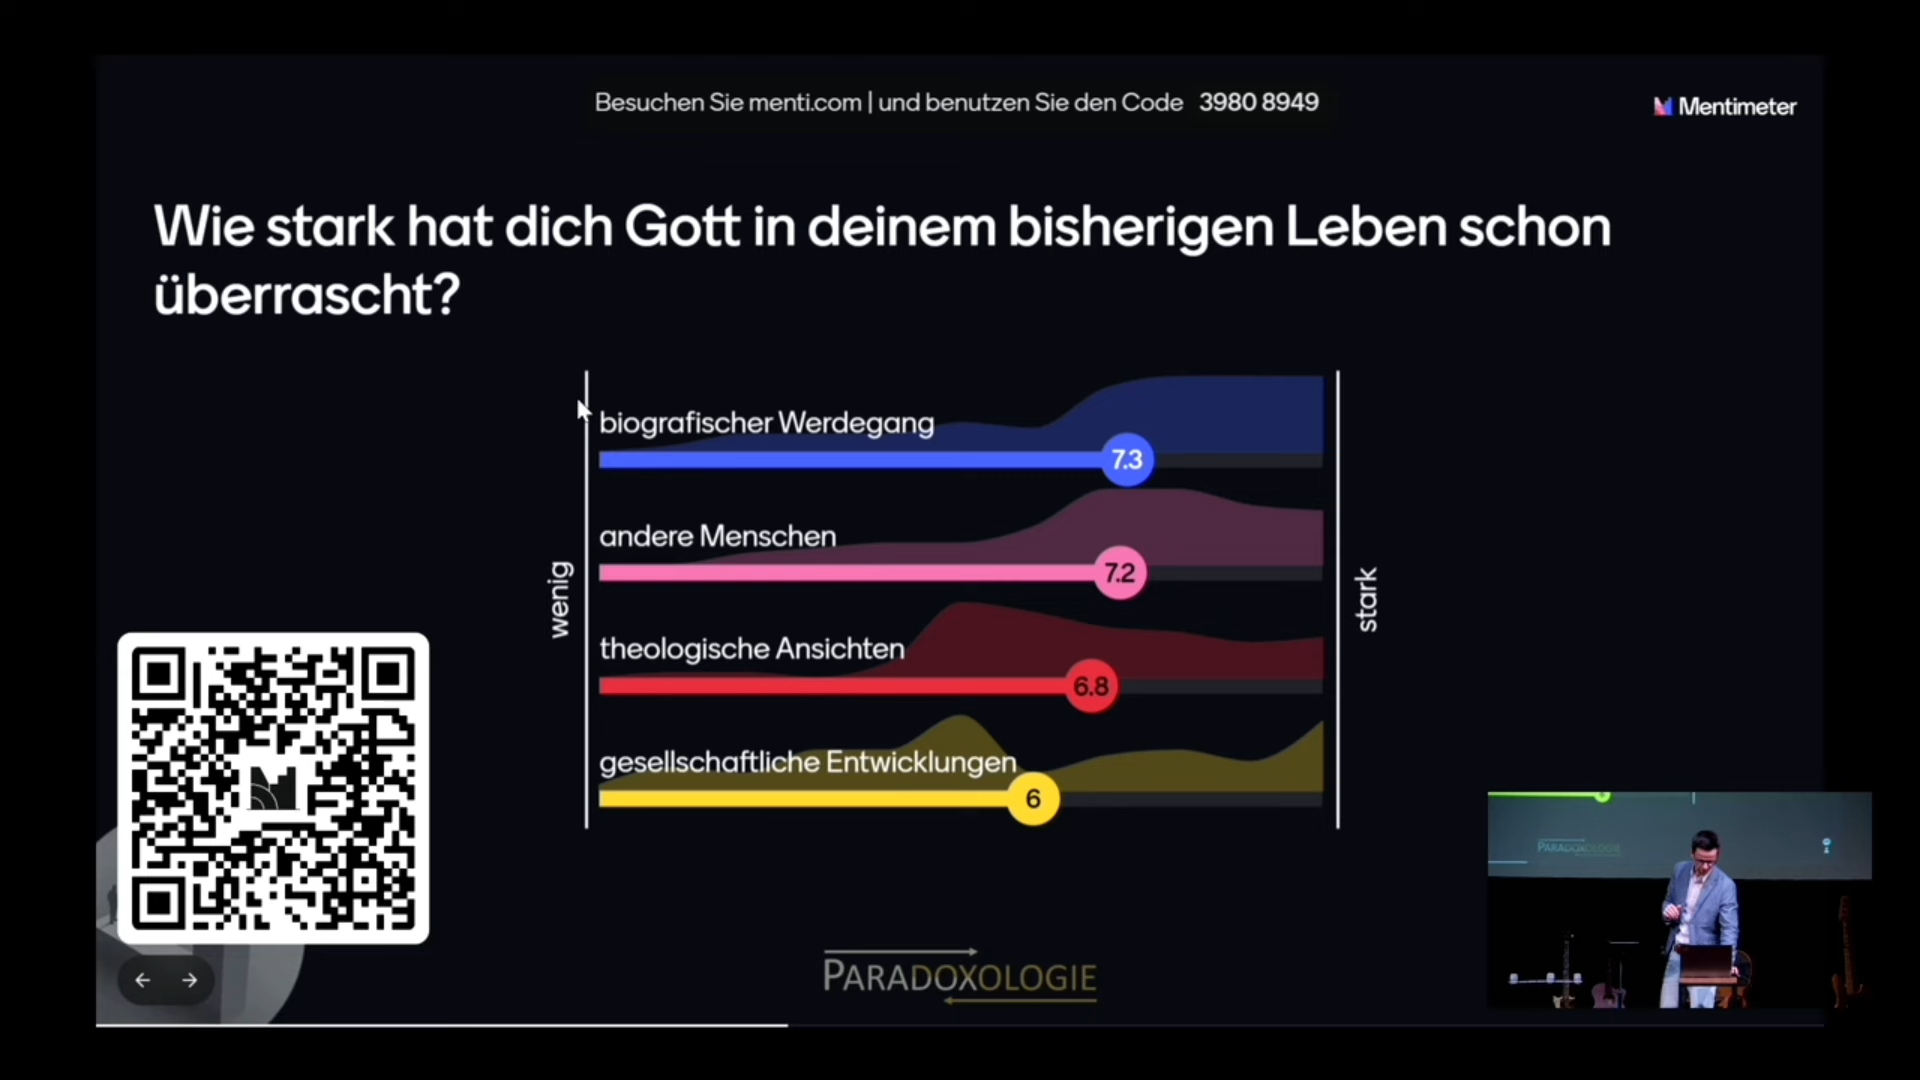 Besuchen Sie menti.com | und benutzen Sie den Code 3980 8949
Mentimeter
Wie stark hat dich Gott in deinem bisherigen Leben schon
überrascht?
biografischer Werdegang
7.3
andere Menschen
7.2
theologische Ansichten
6.8
gesellschaftliche Entwicklungen
6
wenig
stark
PARADOXOLOGIE
PARADOXOLOGIE